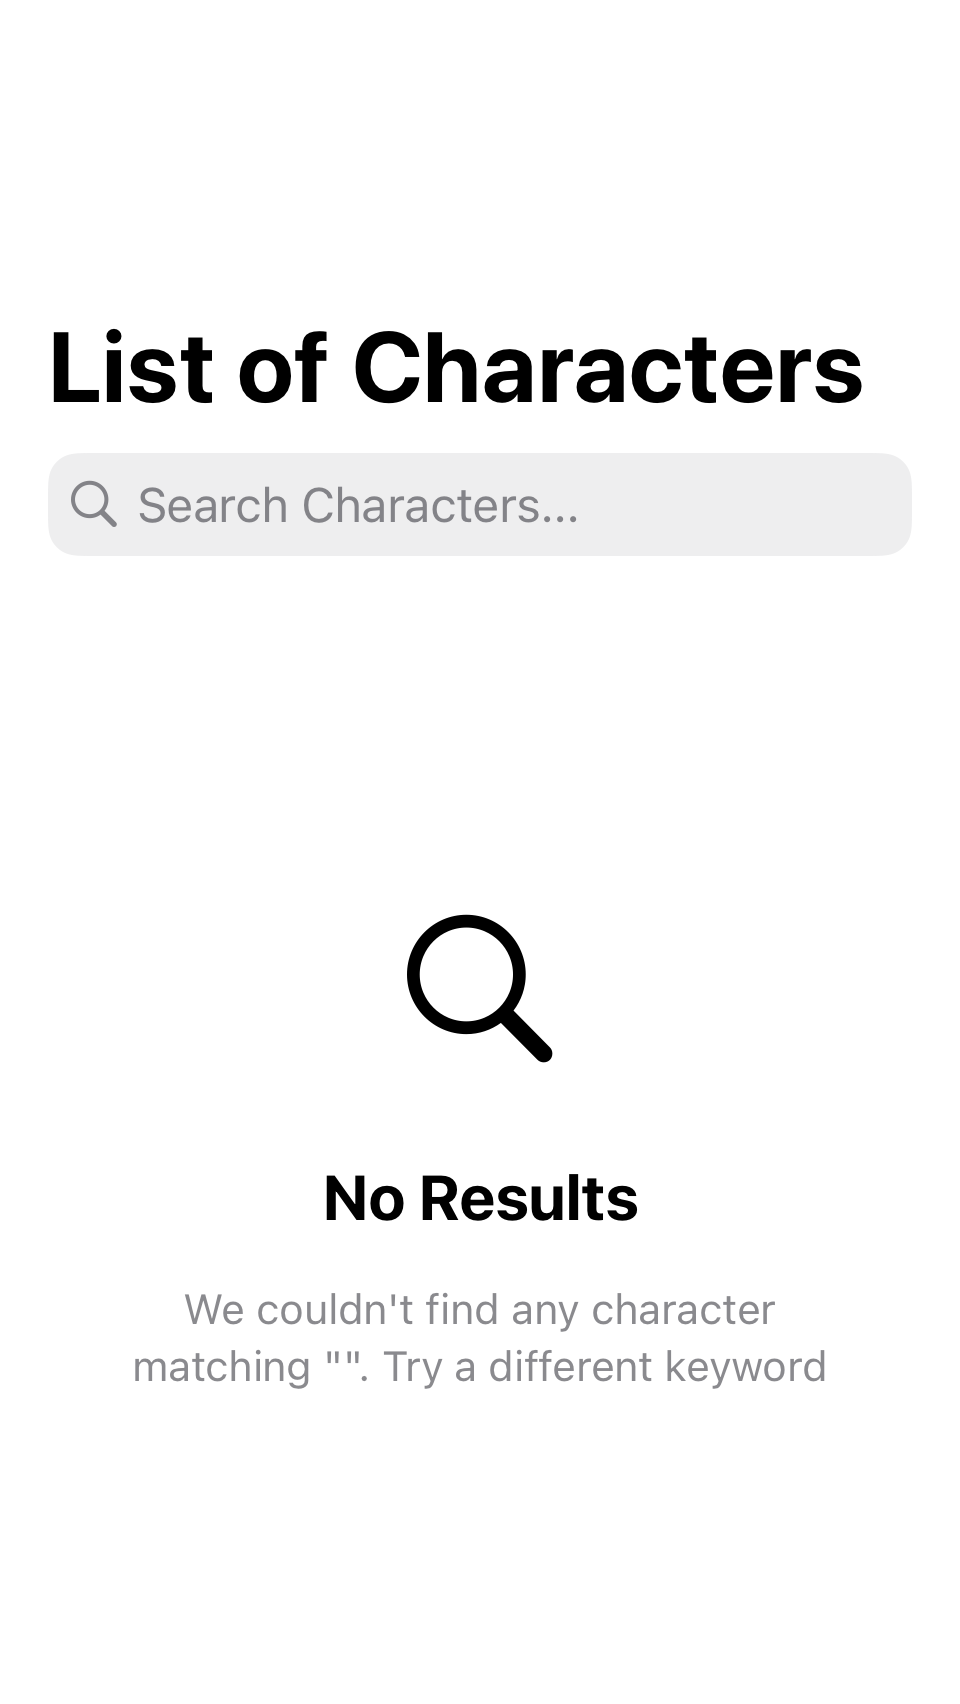 List of Characters
Search Characters...
No Results
We couldn't find any character
matching "". Try a different keyword